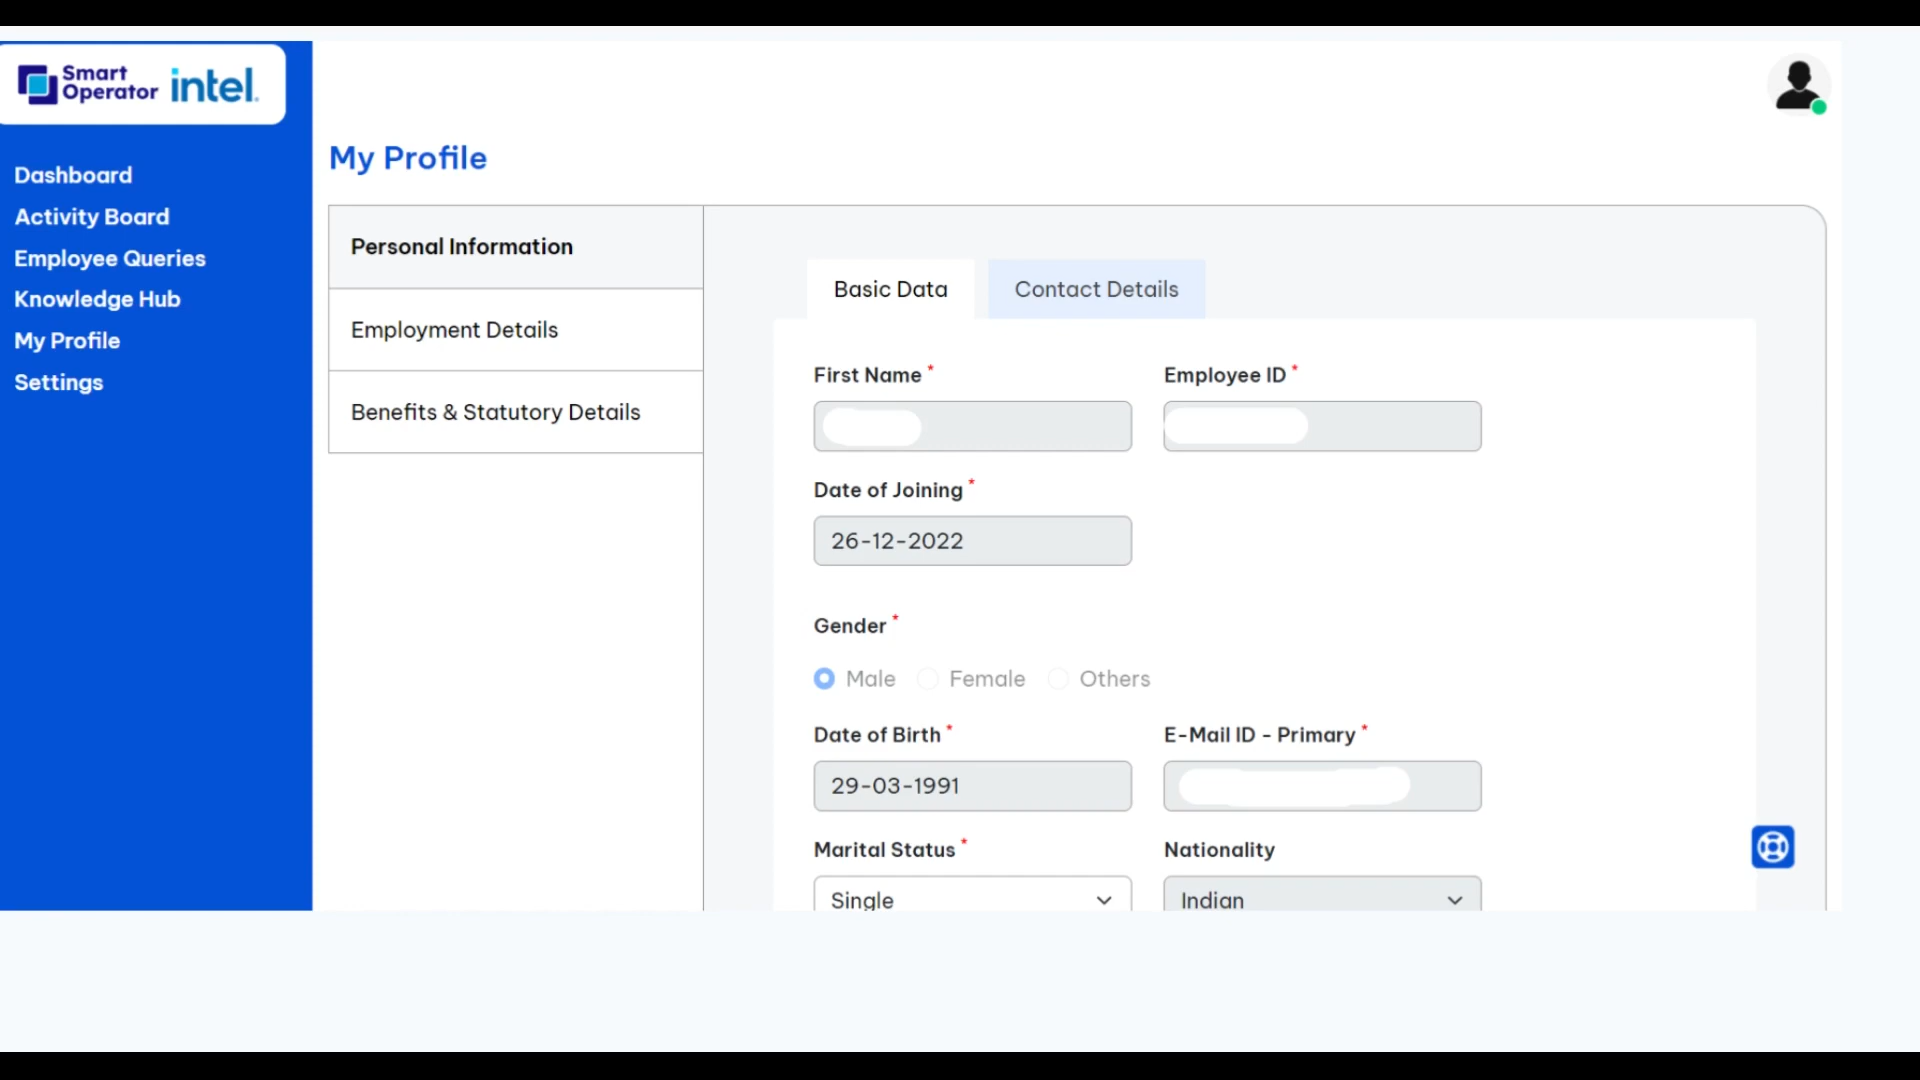 Smart
Operator
intel.
Dashboard
Activity Board
Employee Queries
Knowledge Hub
My Profile
Settings
My Profile
Personal Information
Employment Details
Benefits & Statutory Details
Basic Data
Contact Details
First Name *
Employee ID *
Date of Joining *
26-12-2022
Gender *
Male
Female
Others
Date of Birth *
E-Mail ID - Primary *
29-03-1991
Marital Status *
Nationality
Single
Indian